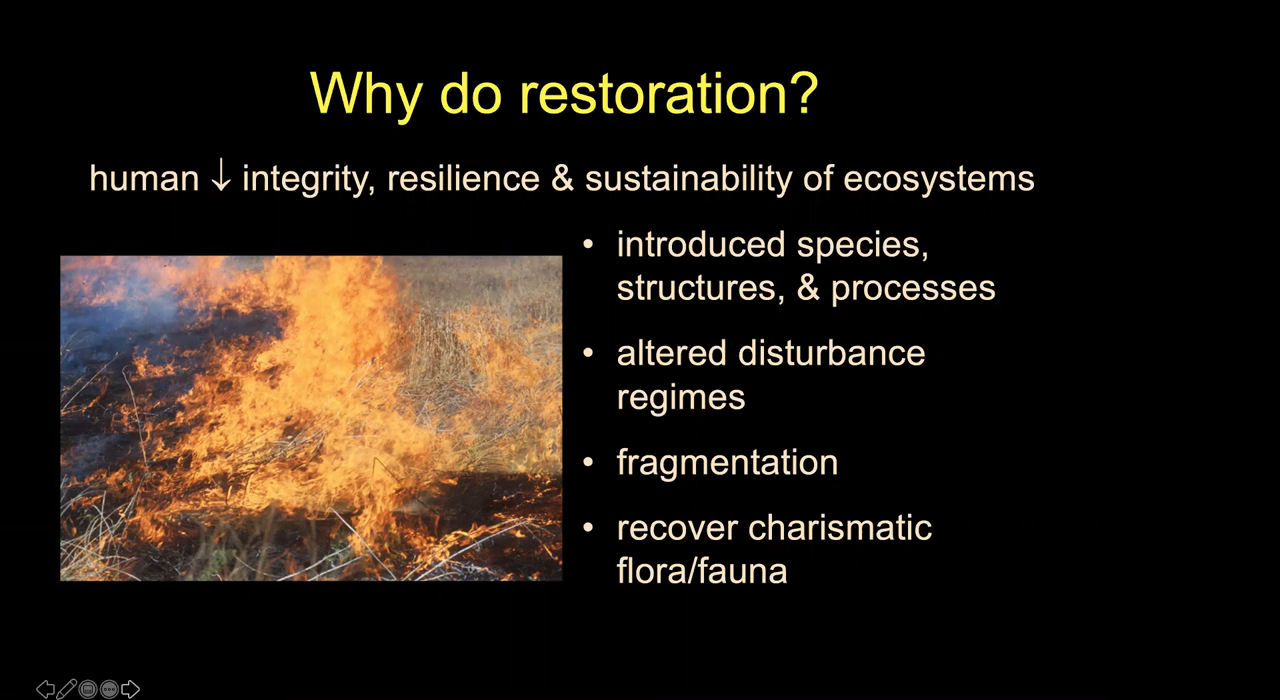 Why do restoration?
human ↓ integrity, resilience & sustainability of ecosystems
• introduced species,
structures, & processes
• altered disturbance
regimes
• fragmentation
• recover charismatic
flora/fauna